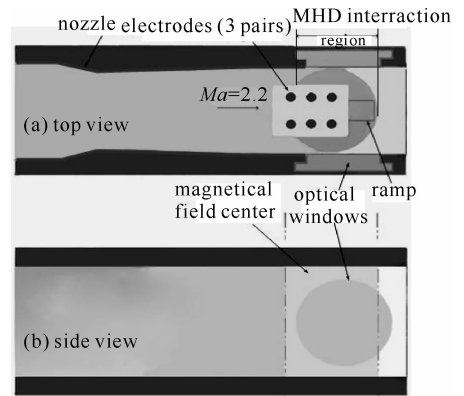 nozzle electrodes (3 pairs)
MHD interraction
region
Ma=2.2
(a) top view
magnetical
field center
optical
windows
ramp
(b) side view